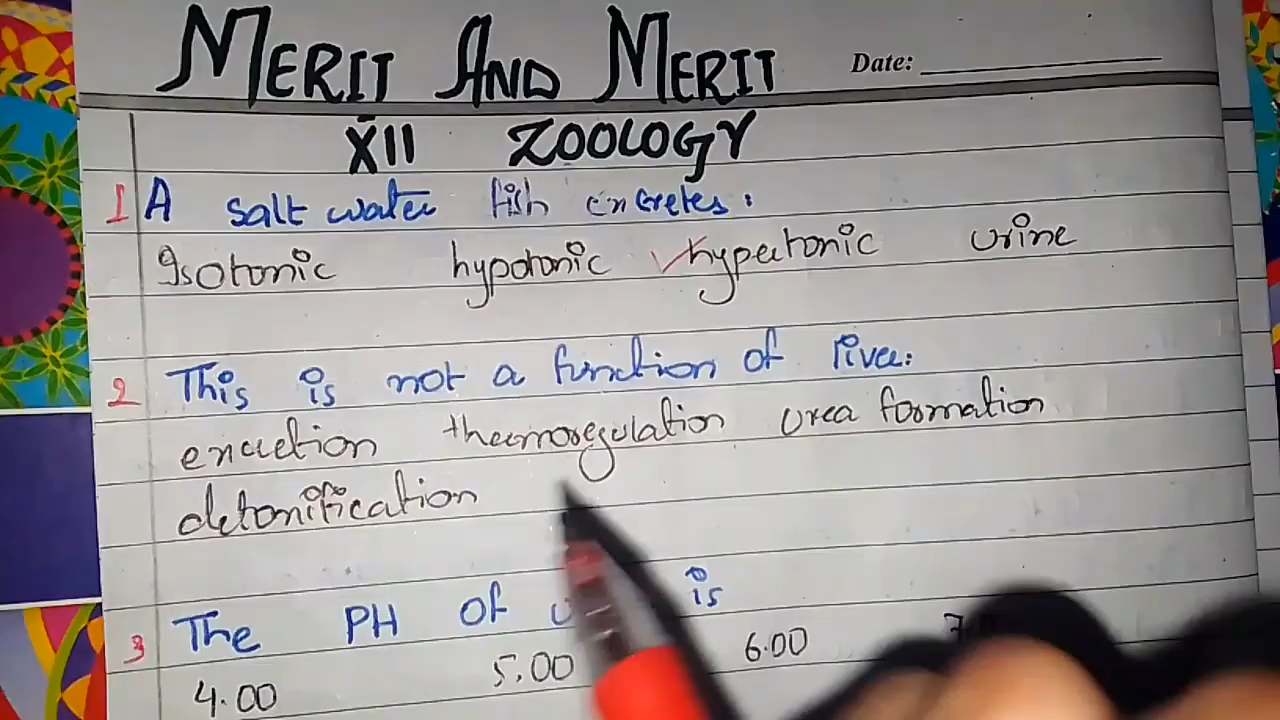 MERIT AND MERIT
Date:
XII ZOOLOGY
1 A salt water fish excretes:
Isotonic hypotonic hypertonic urine
2 This is not a function of liver:
excretion thermoregulation urea formation
detoxification
3 The PH of is
4.00 5.00 6.00